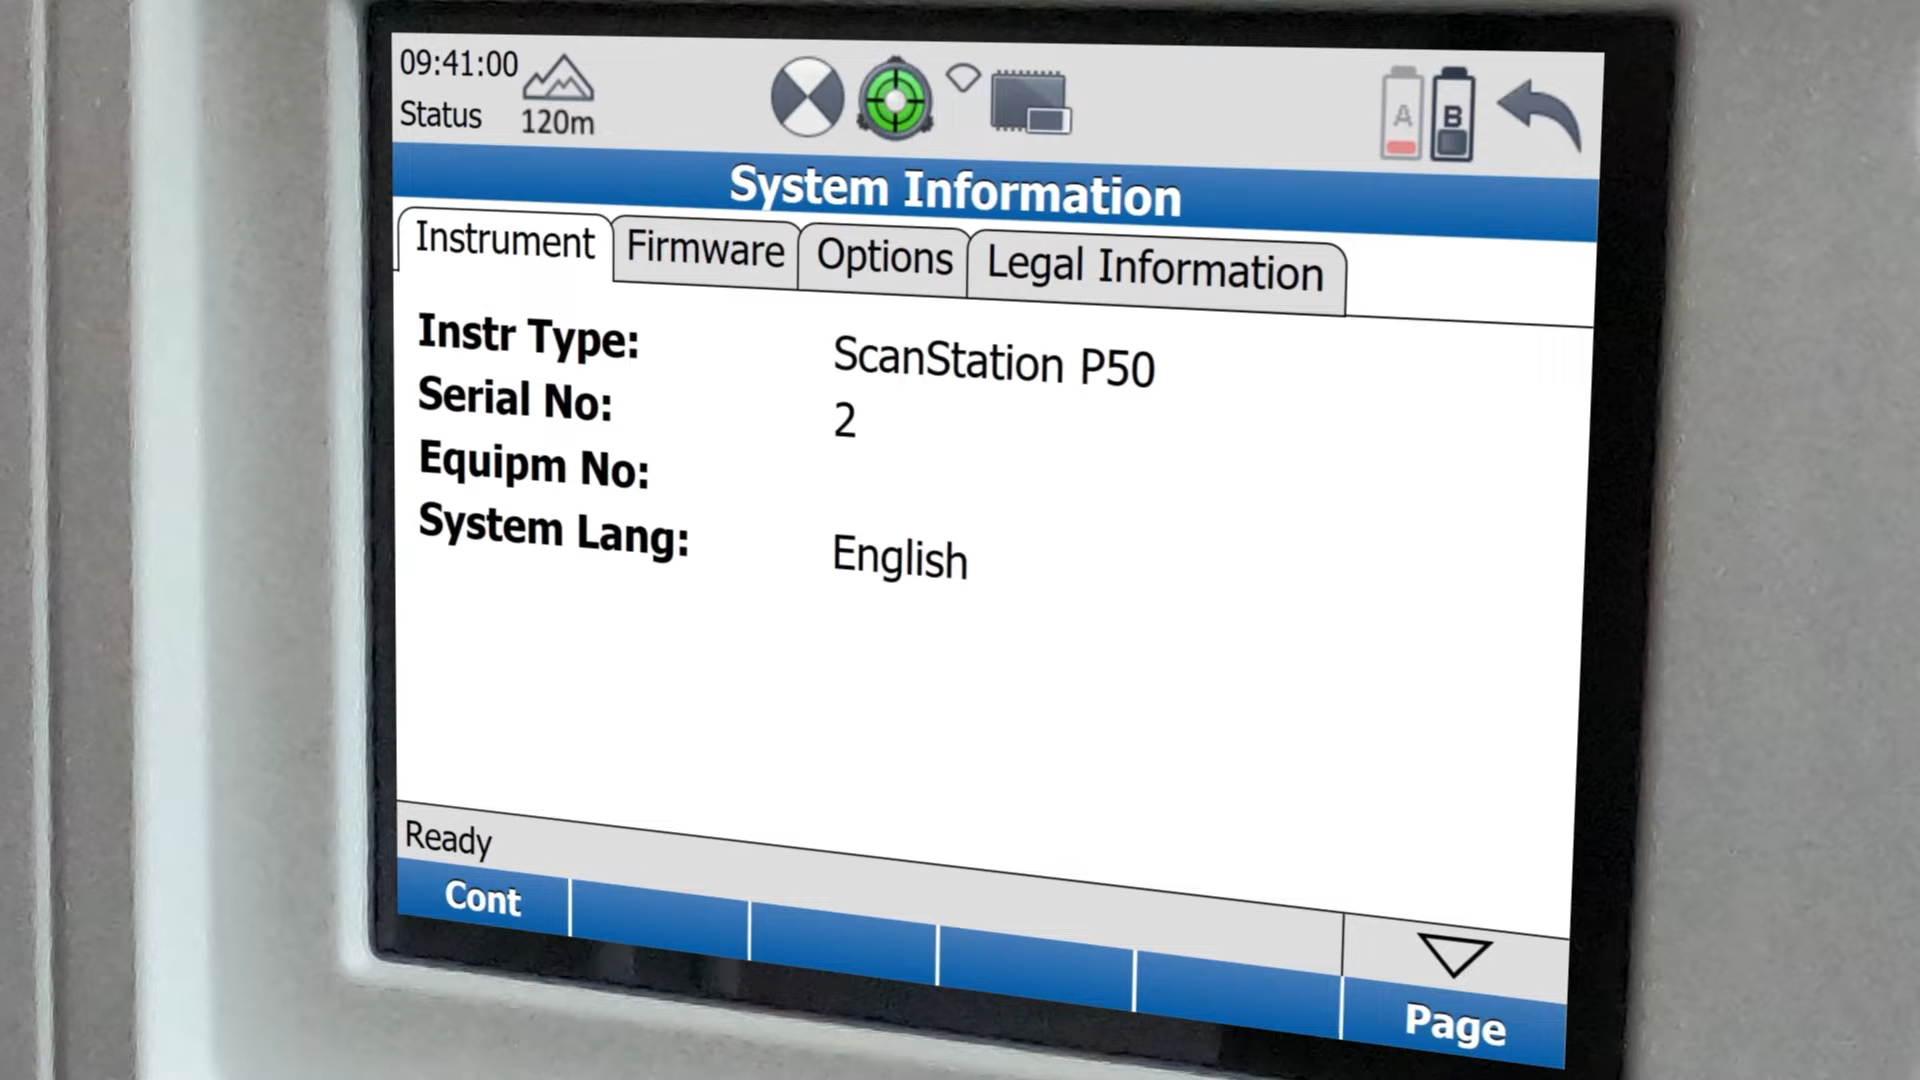 09:41:00
Status
120m
A
B
System Information
Instrument Firmware Options Legal Information
Instr Type: ScanStation P50
Serial No: 2
Equipm No:
System Lang: English
Ready
Cont
Page